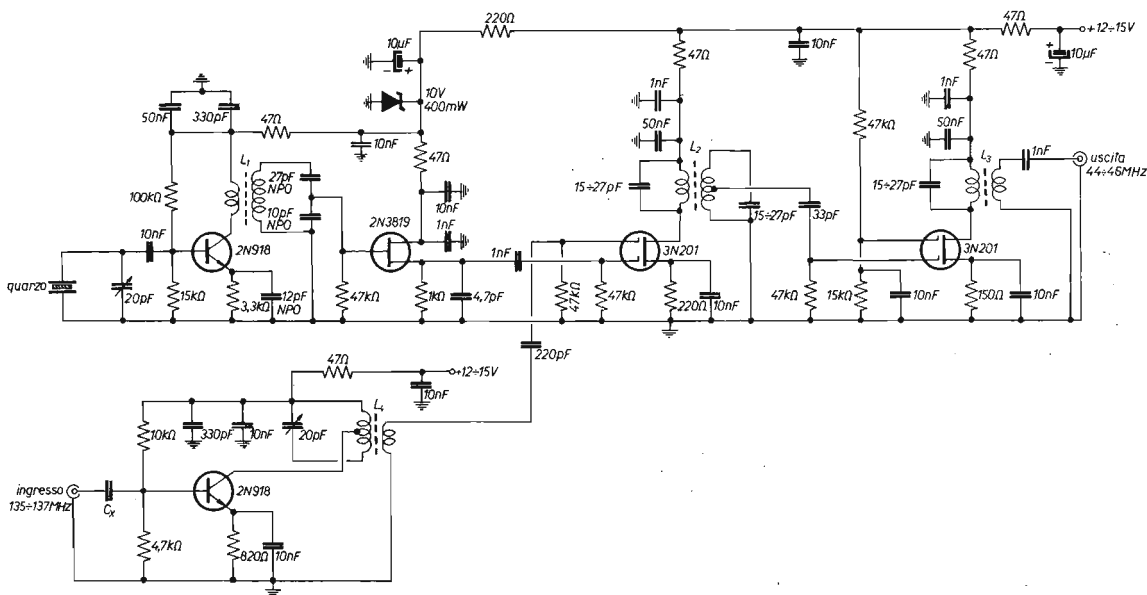 220Ω
47Ω
+12÷15V
10µF
- +
47Ω
10nF
47Ω
+
-
10µF
10V
400mW
1nF
1nF
50nF
330pF
47Ω
10nF
47Ω
50nF
47kΩ
50nF
L1
27pF
NPO
L2
L3
1nF
uscita
44÷46MHz
100kΩ
10nF
15÷27pF
15÷27pF
33pF
15÷27pF
10pF
NPO
2N3819
1nF
10nF
2N918
1nF
3N201
3N201
quarzo
20pF
15kΩ
3,3kΩ
12pF
NPO
47kΩ
1kΩ
4,7pF
47kΩ
47kΩ
220Ω
10nF
47kΩ
15kΩ
10nF
150Ω
10nF
220pF
47Ω
+12÷15V
10nF
L4
10kΩ
330pF
10nF
20pF
ingresso
135÷137MHz
Cx
2N918
4,7kΩ
820Ω
10nF